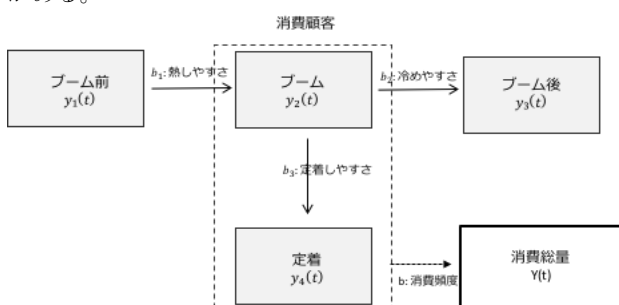 消費顧客
ブーム前
y₁(t)
b₁: 熱しやすさ
ブーム
y₂(t)
b₂: 冷めやすさ
ブーム後
y₃(t)
b₃: 定着しやすさ
定着
y₄(t)
b: 消費頻度
消費総量
Y(t)